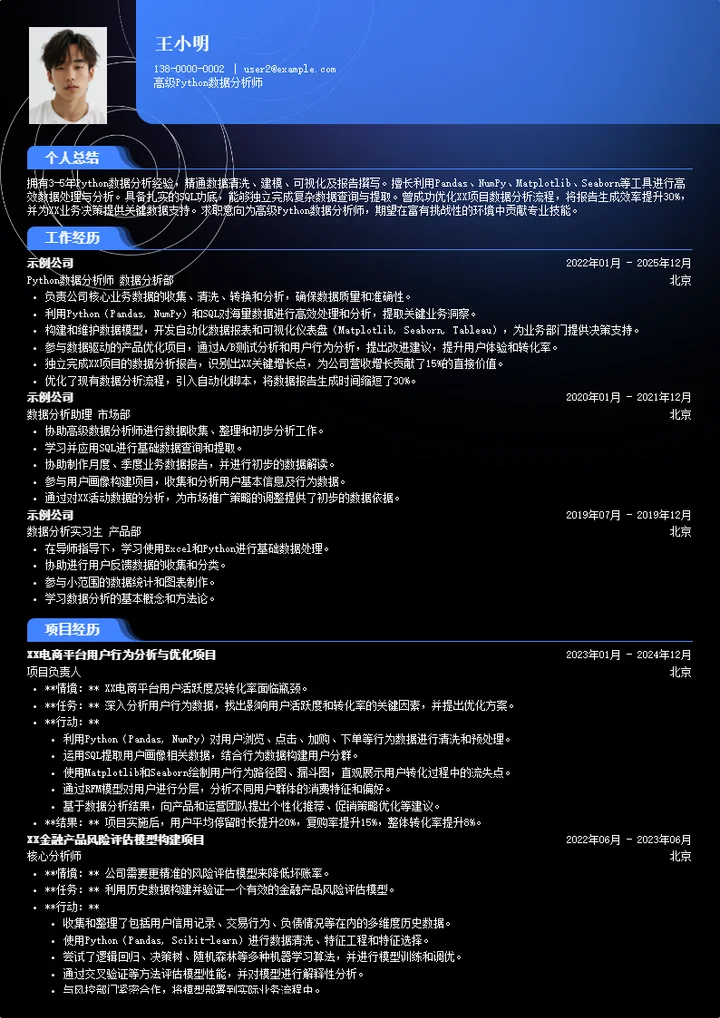 王小明
138-0000-0002 | user2@example.com
高级Python数据分析师
个人总结
拥有3-5年Python数据分析经验，精通数据清洗、建模、可视化及报告撰写。擅长利用Pandas、NumPy、Matplotlib、Seaborn等工具进行高
效数据处理与分析。具备扎实的SQL功底，能够独立完成复杂数据查询与提取。曾成功优化XX项目数据分析流程，将报告生成效率提升30%，
并为XX业务决策提供关键数据支持。求职意向为高级Python数据分析师，期望在富有挑战性的环境中贡献专业技能。
工作经历
示例公司 2022年01月 - 2025年12月
Python数据分析师 数据分析部 北京
• 负责公司核心业务数据的收集、清洗、转换和分析，确保数据质量和准确性。
• 利用Python（Pandas, NumPy）和SQL对海量数据进行高效处理和分析，提取关键业务洞察。
• 构建和维护数据模型，开发自动化数据报表和可视化仪表盘（Matplotlib, Seaborn, Tableau），为业务部门提供决策支持。
• 参与数据驱动的产品优化项目，通过A/B测试分析和用户行为分析，提出改进建议，提升用户体验和转化率。
• 独立完成XX项目的数据分析报告，识别出XX关键增长点，为公司营收增长贡献了15%的直接价值。
• 优化了现有数据分析流程，引入自动化脚本，将数据报告生成时间缩短了30%。
示例公司 2020年01月 - 2021年12月
数据分析助理 市场部 北京
• 协助高级数据分析师进行数据收集、整理和初步分析工作。
• 学习并应用SQL进行基础数据查询和提取。
• 协助制作月度、季度业务数据报告，并进行初步的数据解读。
• 参与用户画像构建项目，收集和分析用户基本信息及行为数据。
• 通过对XX活动数据的分析，为市场推广策略的调整提供了初步的数据依据。
示例公司 2019年07月 - 2019年12月
数据分析实习生 产品部 北京
• 在导师指导下，学习使用Excel和Python进行基础数据处理。
• 协助进行用户反馈数据的收集和分类。
• 参与小范围的数据统计和图表制作。
• 学习数据分析的基本概念和方法论。
项目经历
XX电商平台用户行为分析与优化项目 2023年01月 - 2024年12月
项目负责人 北京
• **情境：** XX电商平台用户活跃度及转化率面临瓶颈。
• **任务：** 深入分析用户行为数据，找出影响用户活跃度和转化率的关键因素，并提出优化方案。
• **行动：**
• 利用Python（Pandas, NumPy）对用户浏览、点击、加购、下单等行为数据进行清洗和预处理。
• 运用SQL提取用户画像相关数据，结合行为数据构建用户分群。
• 使用Matplotlib和Seaborn绘制用户行为路径图、漏斗图，直观展示用户转化过程中的流失点。
• 通过RFM模型对用户进行分层，分析不同用户群体的消费特征和偏好。
• 基于数据分析结果，向产品和运营团队提出个性化推荐、促销策略优化等建议。
• **结果：** 项目实施后，用户平均停留时长提升20%，复购率提升15%，整体转化率提升8%。
XX金融产品风险评估模型构建项目 2022年06月 - 2023年06月
核心分析师 北京
• **情境：** 公司需要更精准的风险评估模型来降低坏账率。
• **任务：** 利用历史数据构建并验证一个有效的金融产品风险评估模型。
• **行动：**
• 收集和整理了包括用户信用记录、交易行为、负债情况等在内的多维度历史数据。
• 使用Python（Pandas, Scikit-learn）进行数据清洗、特征工程和特征选择。
• 尝试了逻辑回归、决策树、随机森林等多种机器学习算法，并进行模型训练和调优。
• 通过交叉验证等方法评估模型性能，并对模型进行解释性分析。
• 与风控部门紧密合作，将模型部署到实际业务流程中。